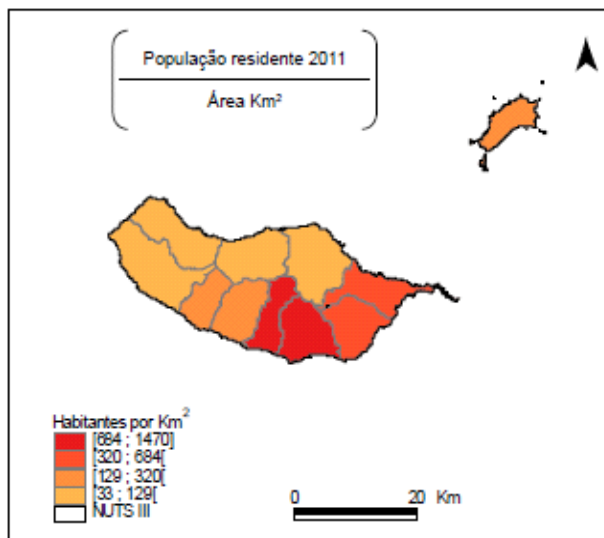 População residente 2011
Área Km²
Habitantes por Km²
[684 ; 1470]
[320 ; 684[
[129 ; 320[
[33 ; 129[
NUTS III
0 20 Km